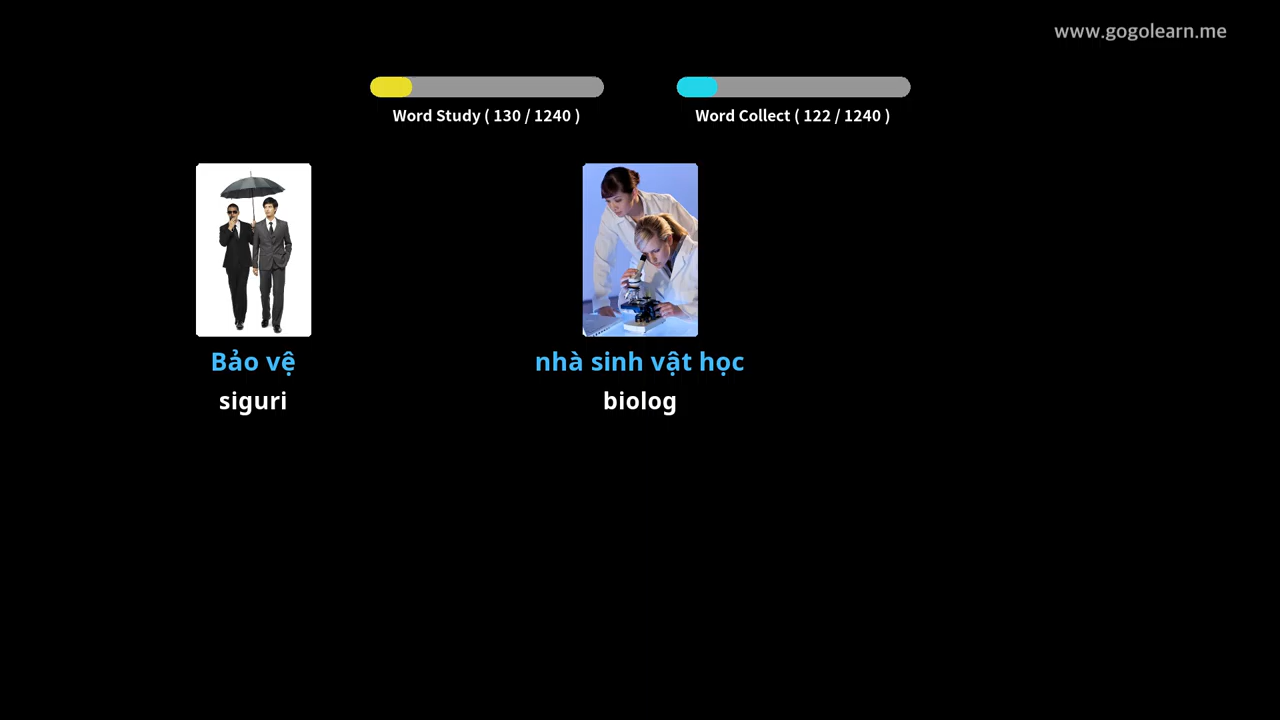 www.gogolearn.me
Word Study ( 130 / 1240 )
Word Collect ( 122 / 1240 )
Bảo vệ
siguri
nhà sinh vật học
biolog